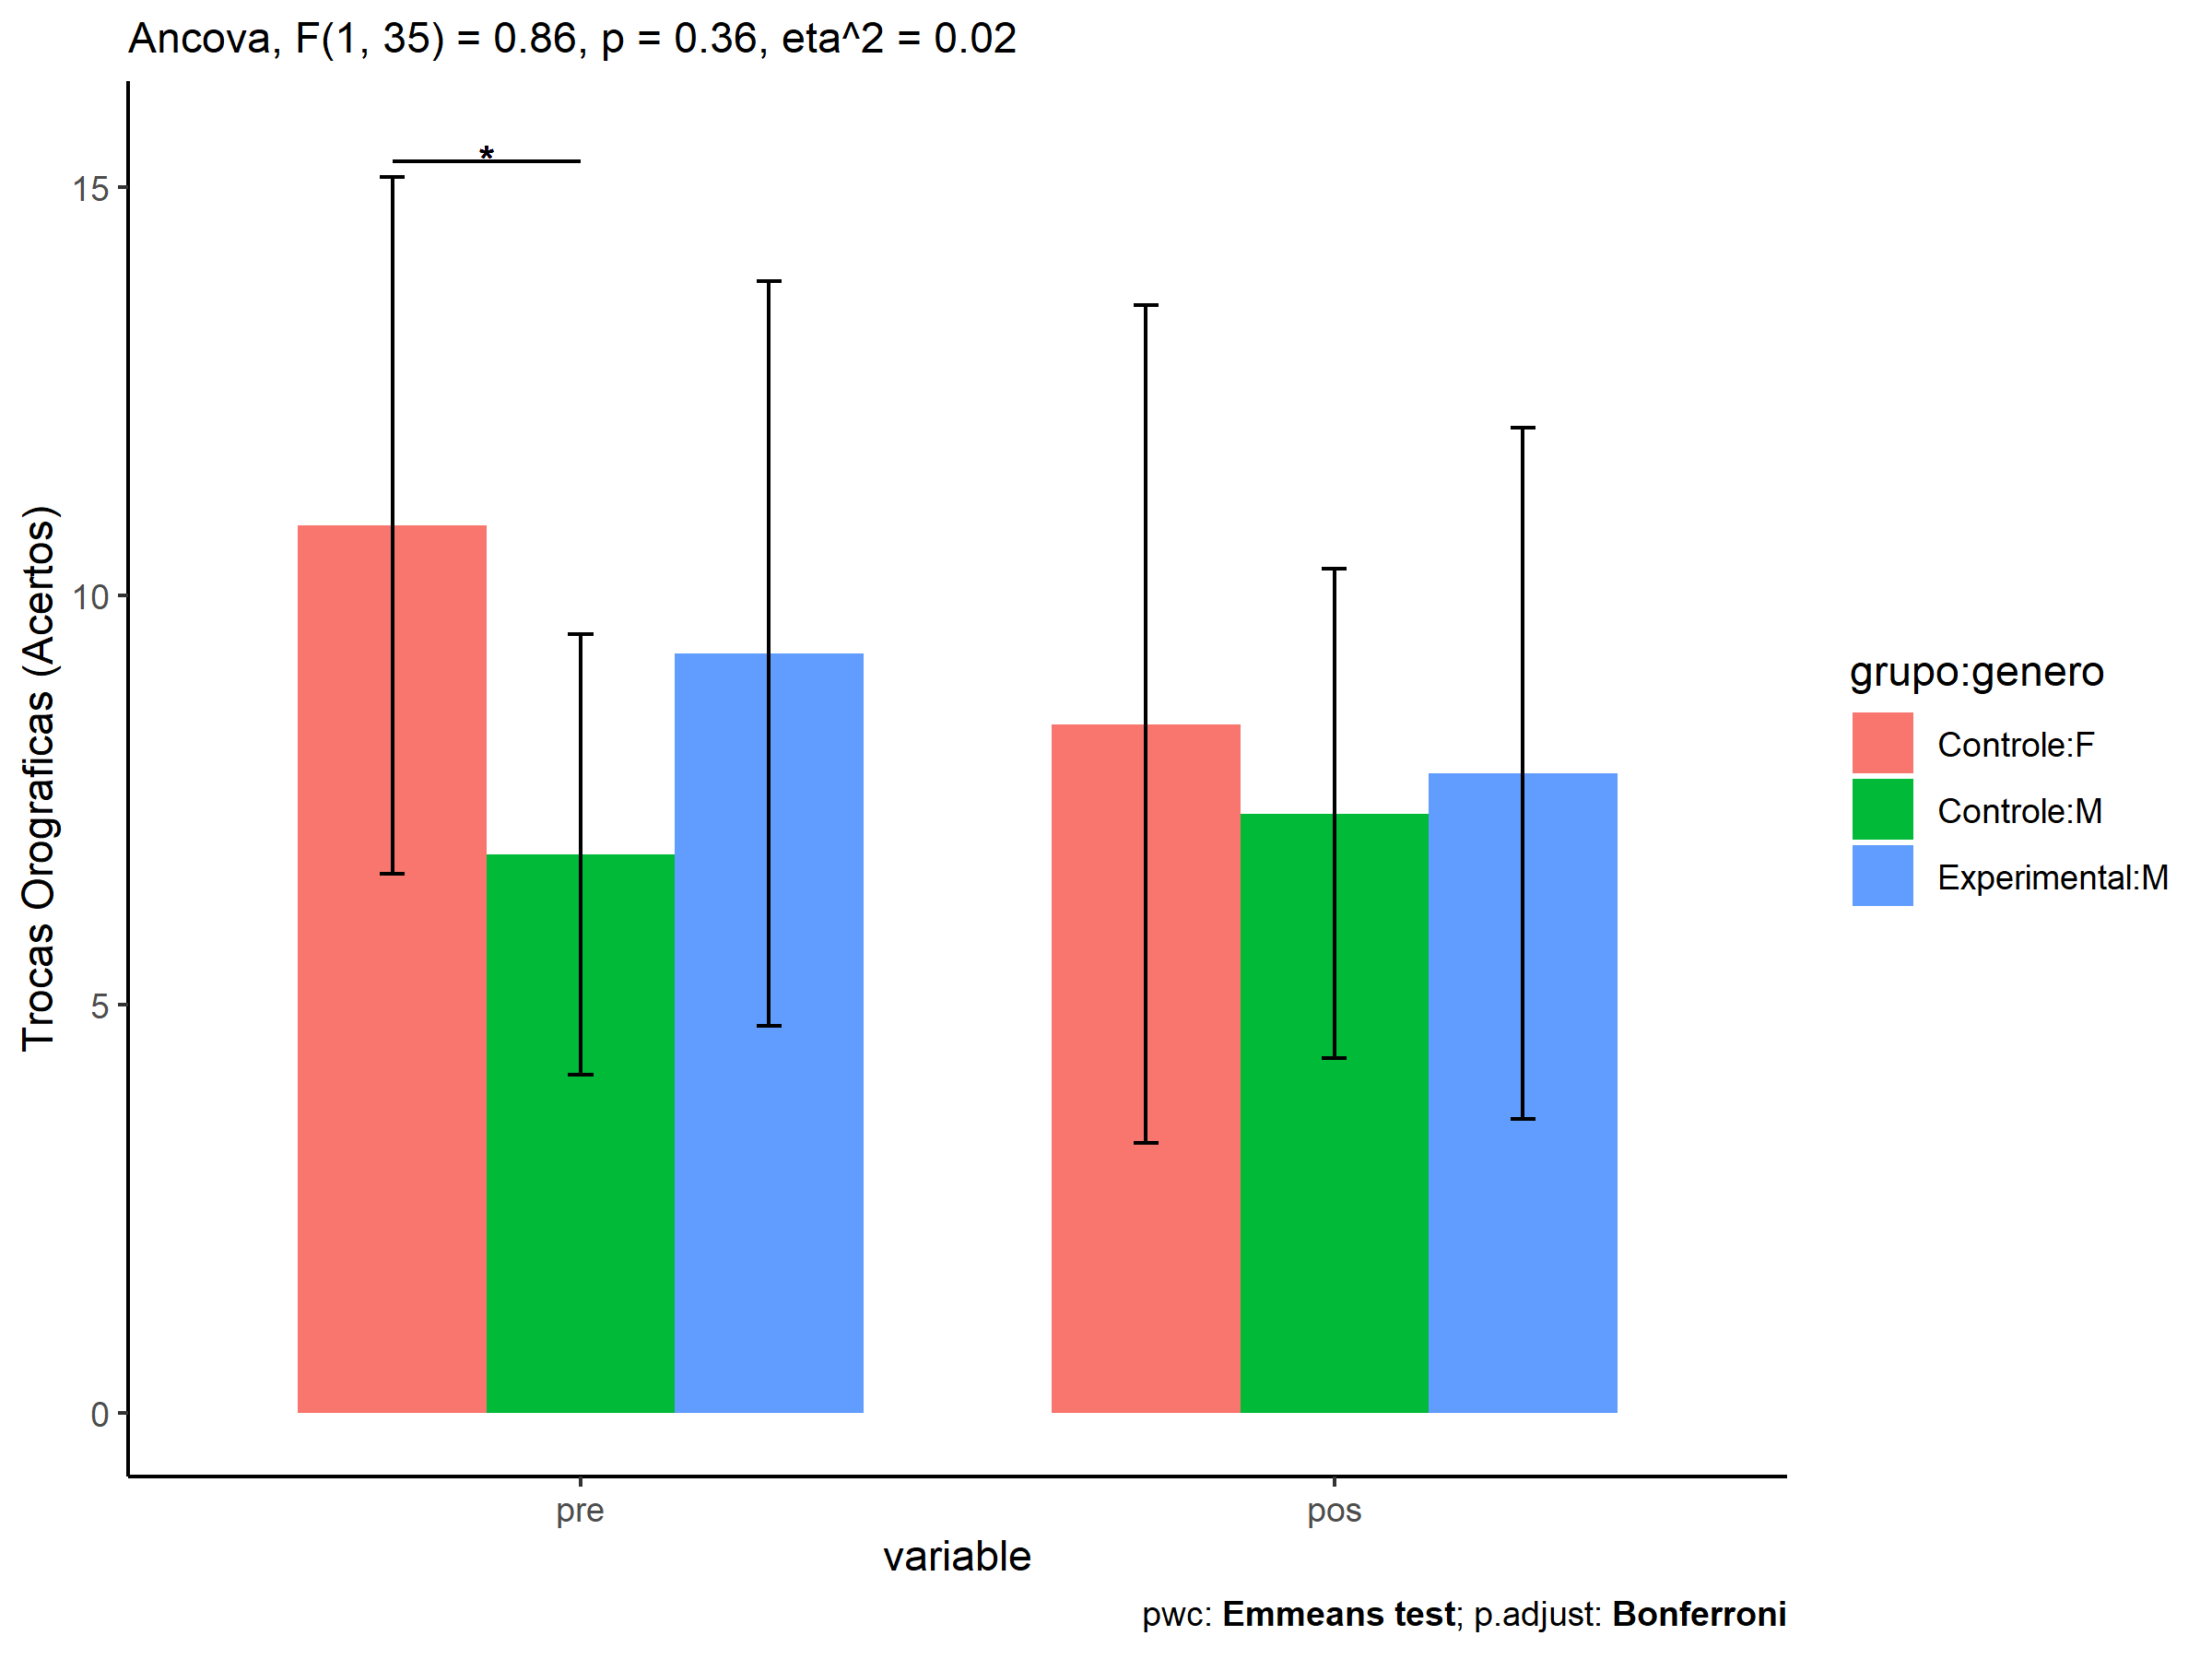 Ancova, F(1, 35) = 0.86, p = 0.36, eta^2 = 0.02
*
15
10
5
0
Trocas Orograficas (Acertos)
pre
pos
variable
grupo:genero
Controle:F
Controle:M
Experimental:M
pwc: Emmeans test; p.adjust: Bonferroni